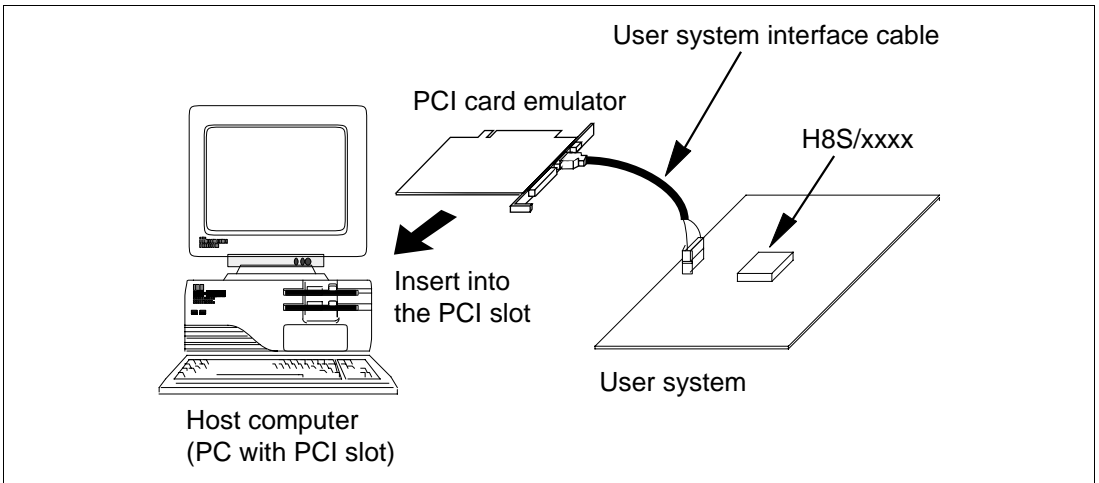 User system interface cable
PCI card emulator
H8S/xxxx
Insert into
the PCI slot
User system
Host computer
(PC with PCI slot)